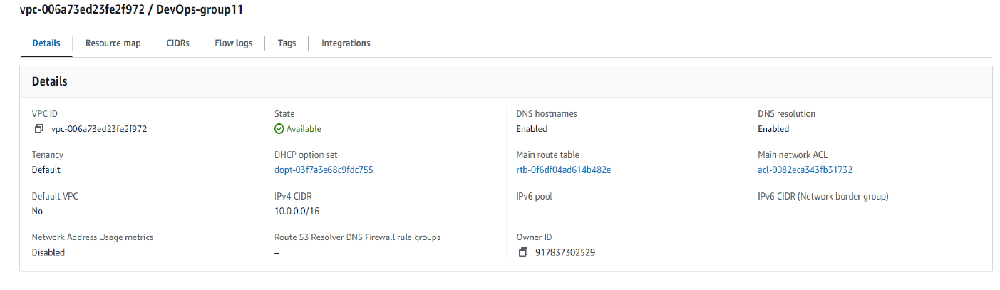 vpc-006a73ed23fe2f972 / DevOps-group11
Details
Resource map
CIDRs
Flow logs
Tags
Integrations
Details
VPC ID
vpc-006a73ed23fe2f972
State
Available
DNS hostnames
Enabled
DNS resolution
Enabled
Tenancy
Default
DHCP option set
dopt-03f7a3e68c9fdc755
Main route table
rtb-0f6df04ad614b482e
Main network ACL
acl-0082eca343fb31732
Default VPC
No
IPv4 CIDR
10.0.0.0/16
IPv6 pool
–
IPv6 CIDR (Network border group)
–
Network Address Usage metrics
Disabled
Route 53 Resolver DNS Firewall rule groups
–
Owner ID
917837302529